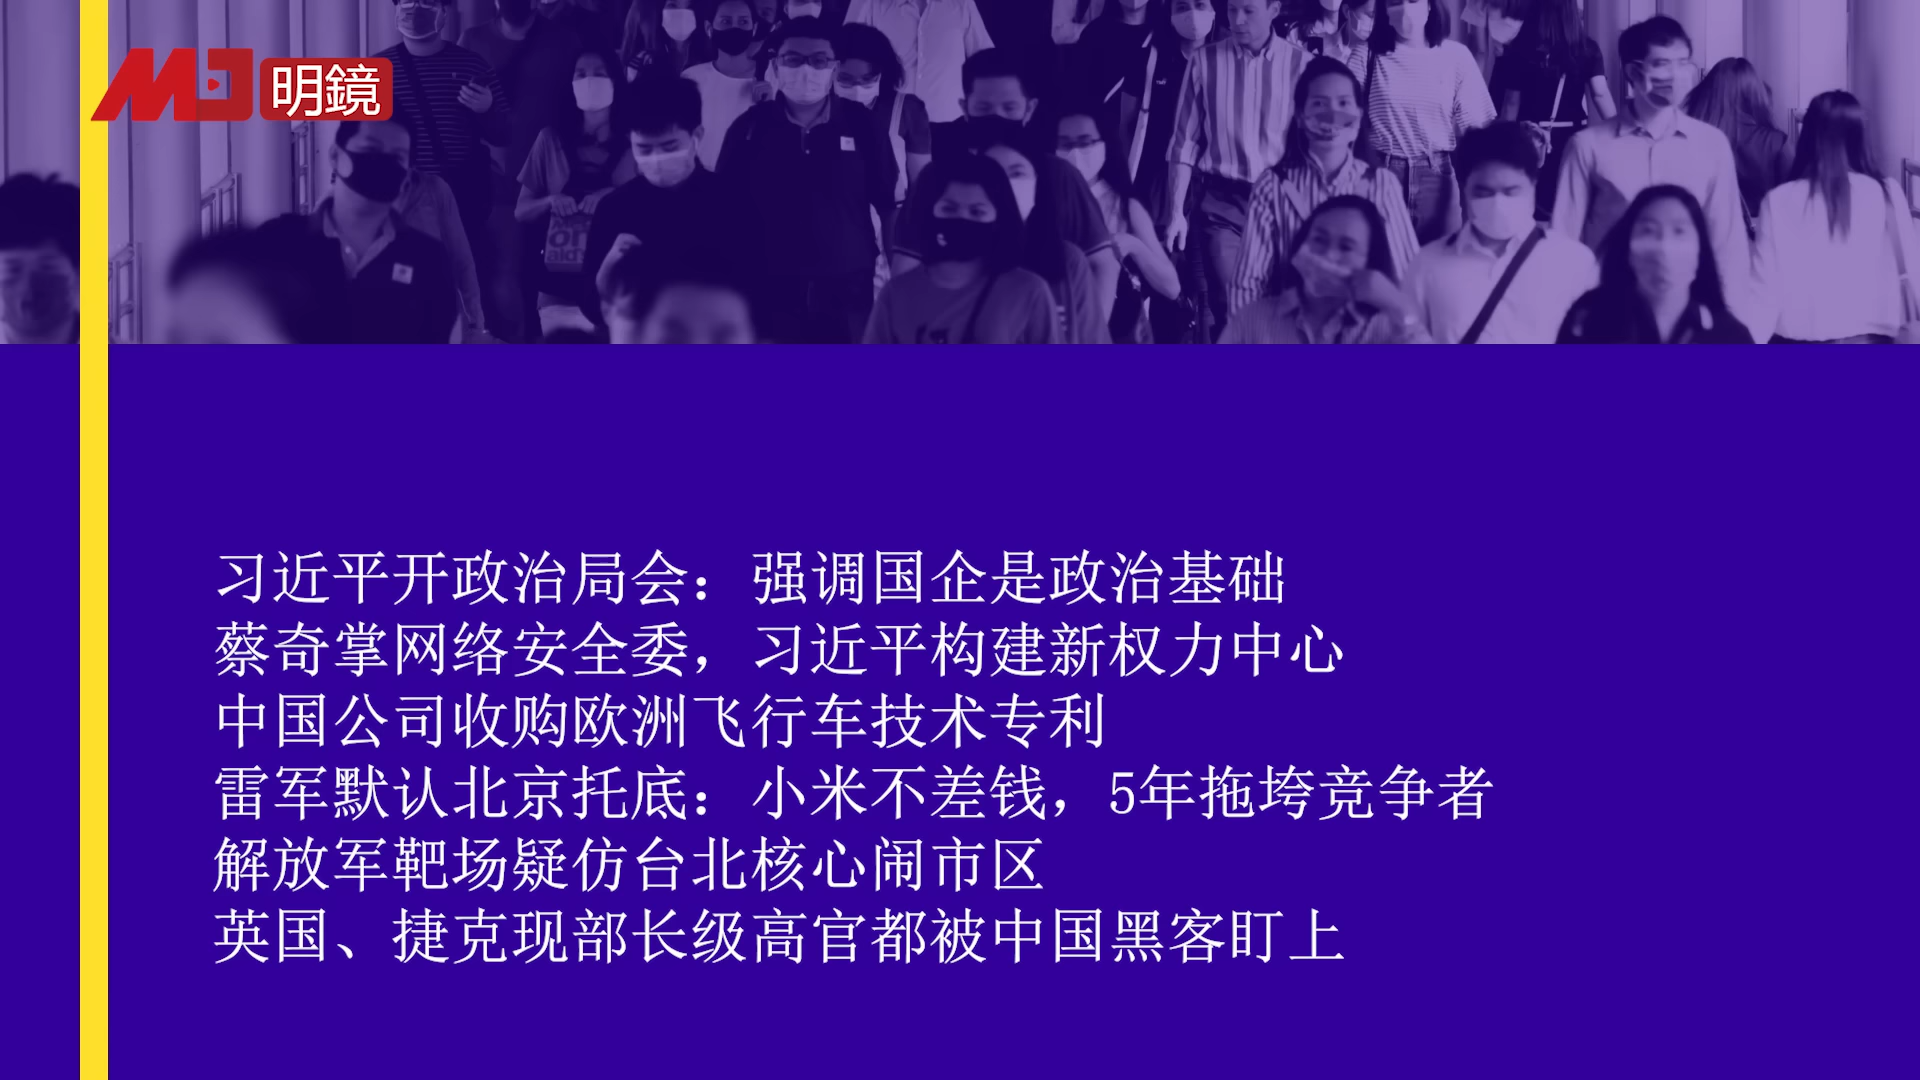 MJ 明鏡
习近平开政治局会：强调国企是政治基础
蔡奇掌网络安全委，习近平构建新权力中心
中国公司收购欧洲飞行车技术专利
雷军默认北京托底：小米不差钱，5年拖垮竞争者
解放军靶场疑仿台北核心闹市区
英国、捷克现部长级高官都被中国黑客盯上